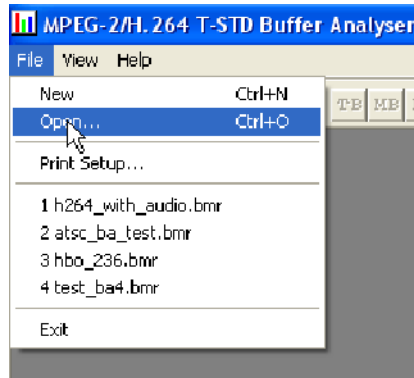 MPEG-2/H.264 T-STD Buffer Analyser
File View Help
New Ctrl+N
Open... Ctrl+O
T-B MB
Print Setup...
1 h264_with_audio.bmr
2 atsc_ba_test.bmr
3 hbo_236.bmr
4 test_ba4.bmr
Exit